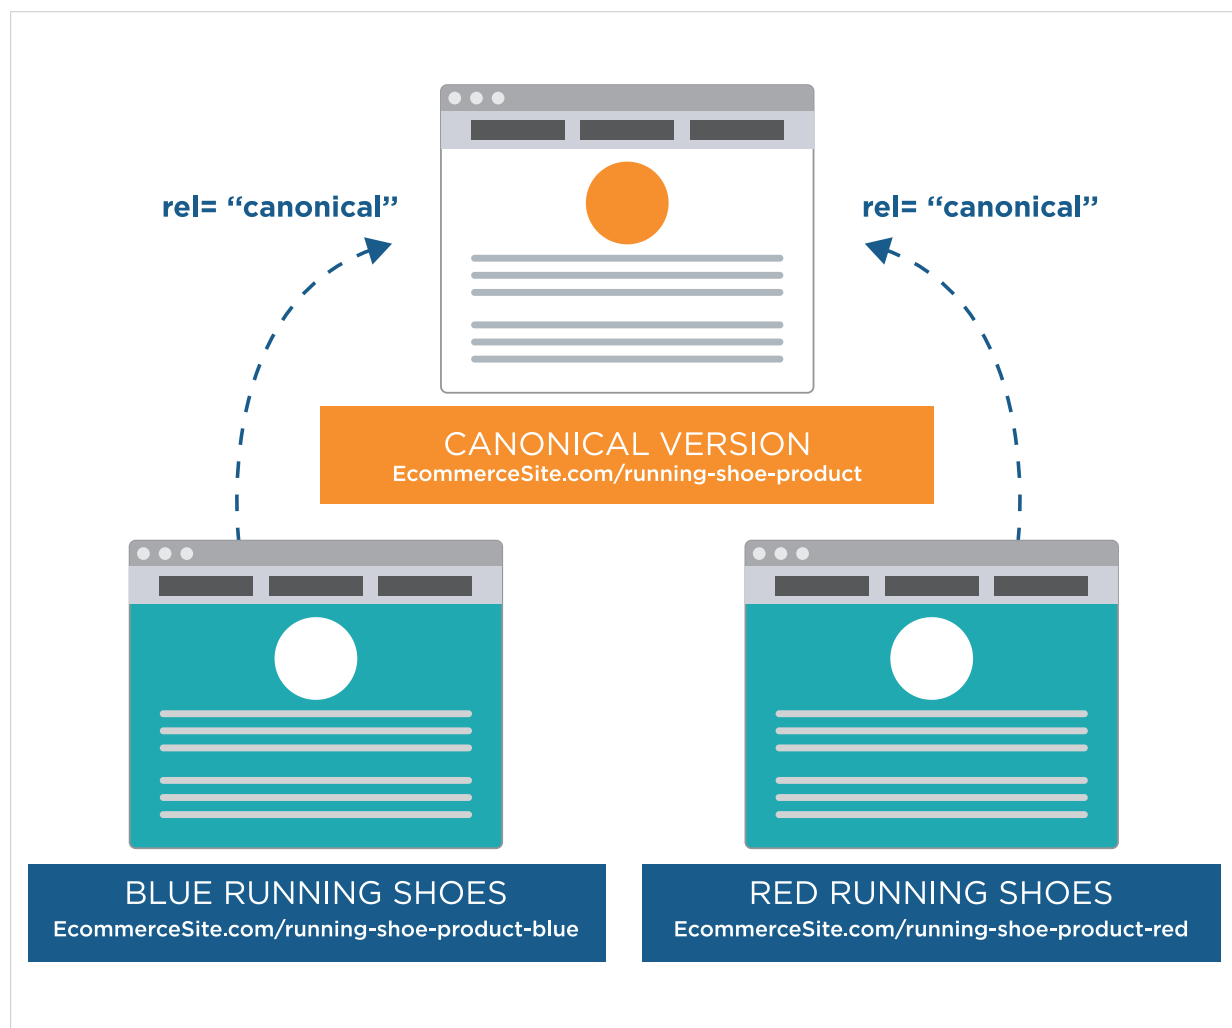 rel= “canonical”
rel= “canonical”
CANONICAL VERSION
EcommerceSite.com/running-shoe-product
BLUE RUNNING SHOES
EcommerceSite.com/running-shoe-product-blue
RED RUNNING SHOES
EcommerceSite.com/running-shoe-product-red